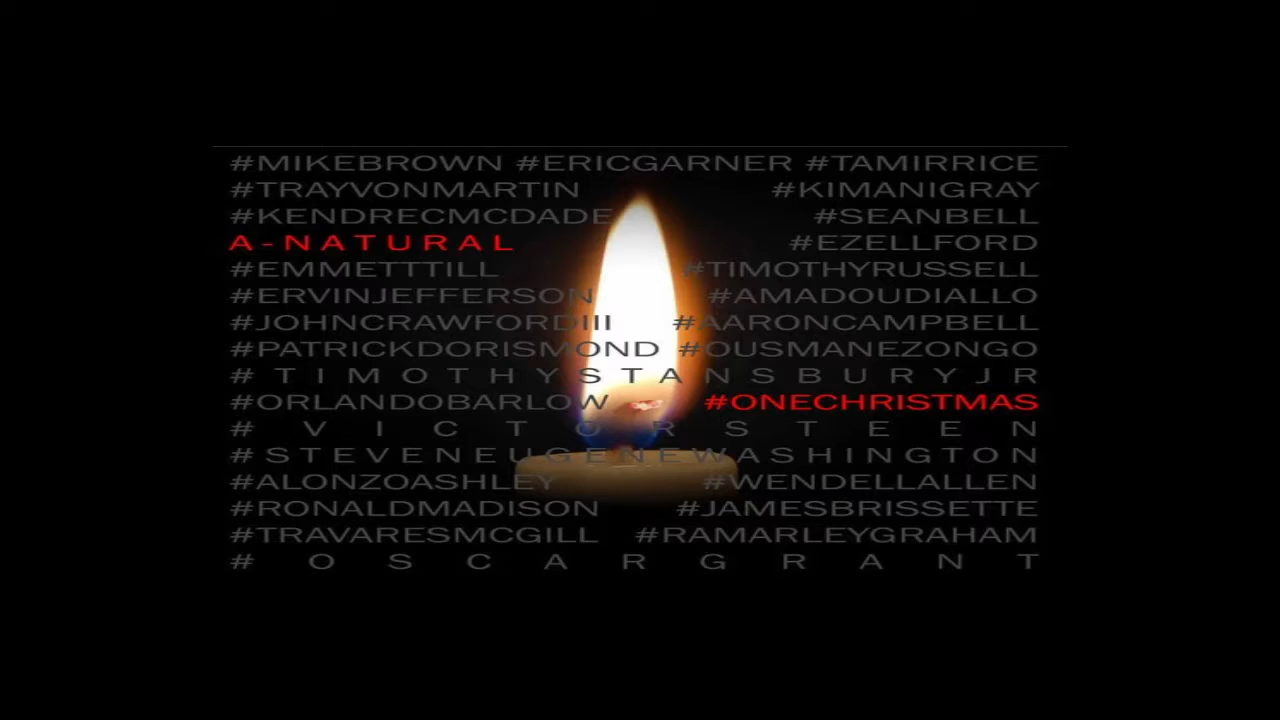 #MIKEBROWN #ERICGARNER #TAMIRRICE
#TRAYVONMARTIN #KIMANIGRAY
#KENDRECMCDADE #SEANBELL
A-NATURAL #EZELLFORD
#EMMETTTILL #TIMOTHYRUSSELL
#ERVINJEFFERSON #AMADOUDIALLO
#JOHNCRAWFORDIII #AARONCAMPBELL
#PATRICKDORISMOND #OUSMANEZONGO
#TIMOTHYSTANSBURYJR
#ORLANDOBARLOW #ONECHRISTMAS
#VICTORSTEEN
#STEVENEUGENEWASHINGTON
#ALONZOASHLEY #WENDELLALLEN
#RONALDMADISON #JAMESBRISSETTE
#TRAVARESMCGILL #RAMARLEYGRAHAM
#OSCARGRANT